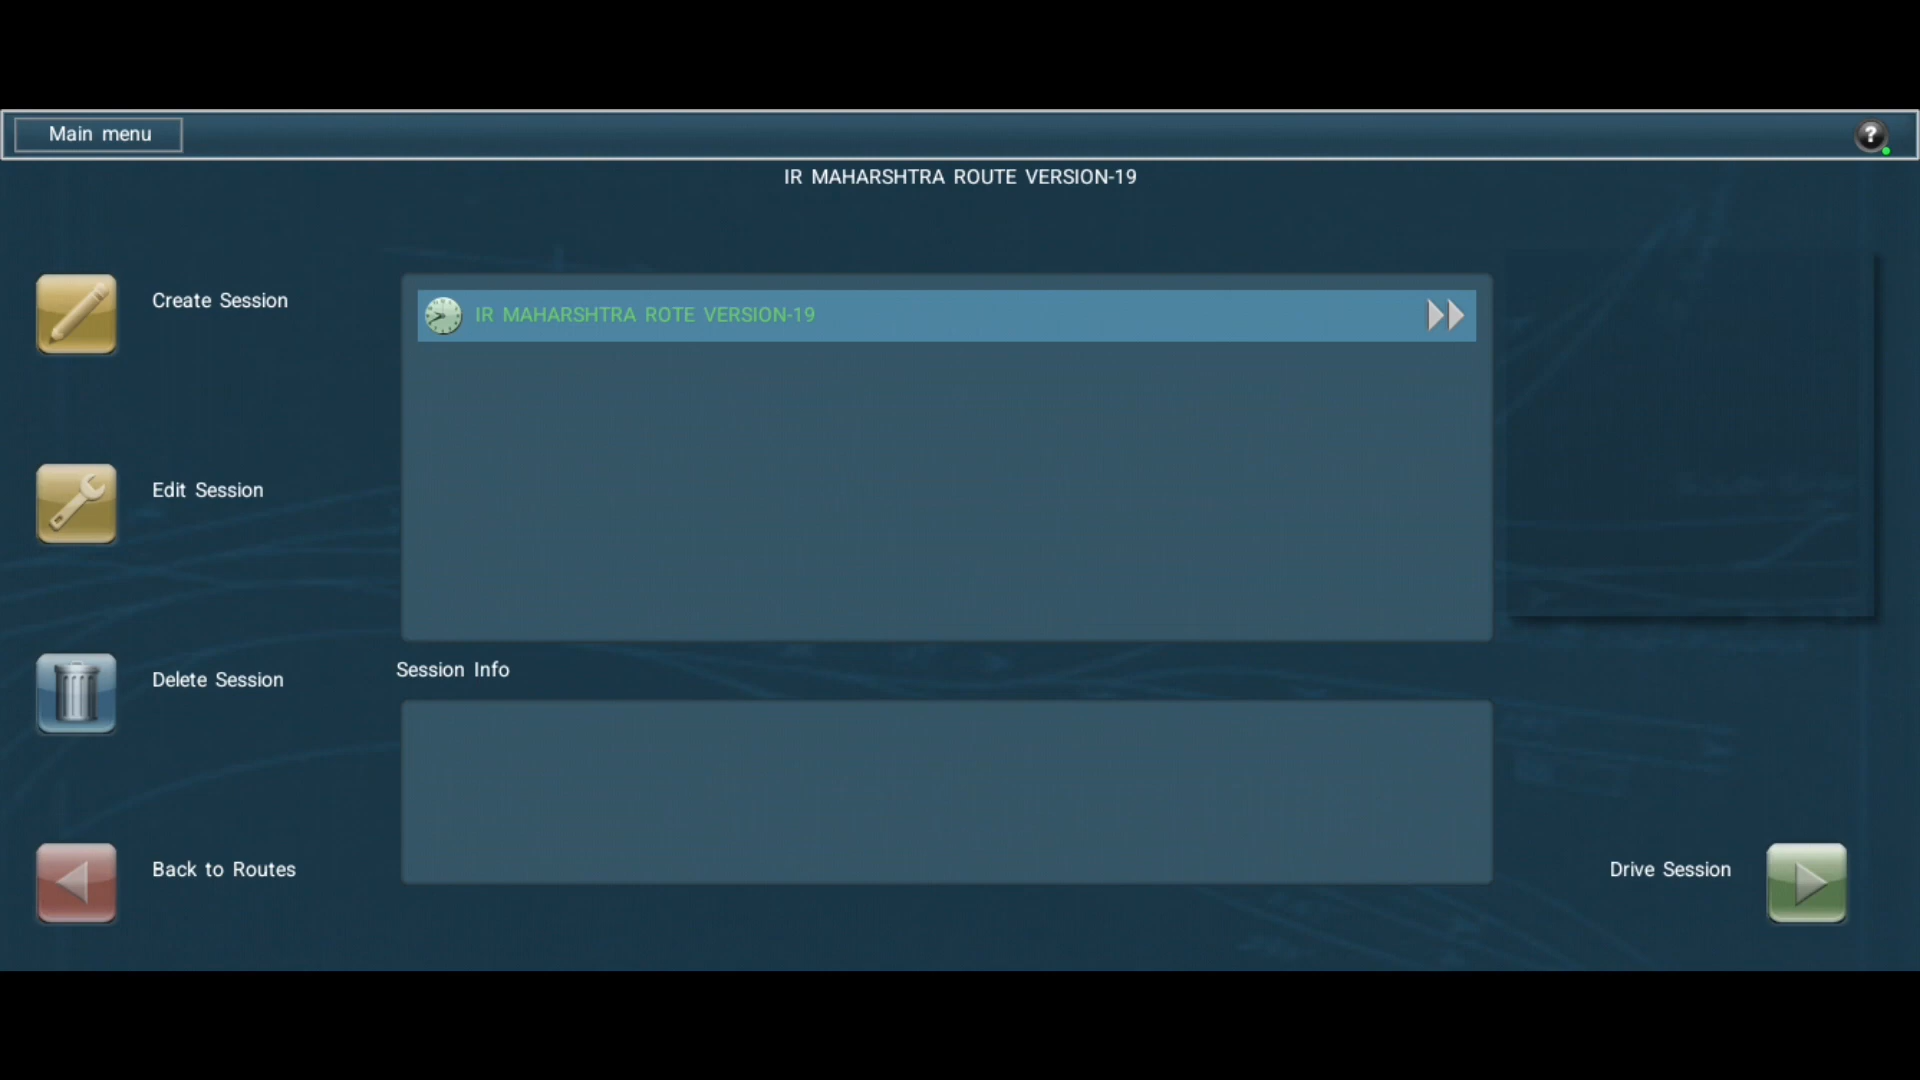 Main menu
?
IR MAHARSHTRA ROUTE VERSION-19
Create Session
IR MAHARSHTRA ROTE VERSION-19
Edit Session
Delete Session
Session Info
Back to Routes
Drive Session